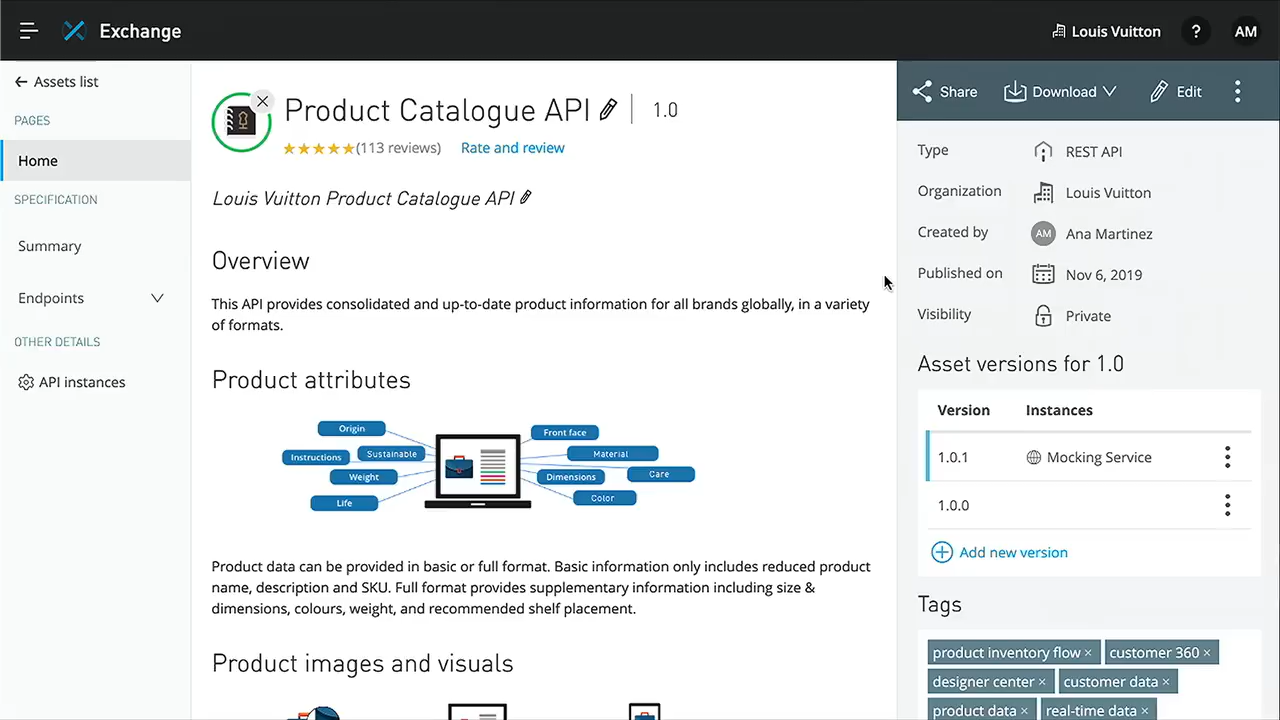 Exchange
Louis Vuitton
?
AM
Assets list
PAGES
Home
SPECIFICATION
Summary
Endpoints
OTHER DETAILS
API instances
Product Catalogue API
1.0
(113 reviews)
Rate and review
Louis Vuitton Product Catalogue API
Overview
This API provides consolidated and up-to-date product information for all brands globally, in a variety
of formats.
Product attributes
Origin
Instructions
Sustainable
Weight
Life
Front face
Material
Care
Dimensions
Color
Product data can be provided in basic or full format. Basic information only includes reduced product
name, description and SKU. Full format provides supplementary information including size &
dimensions, colours, weight, and recommended shelf placement.
Product images and visuals
Share
Download
Edit
Type
REST API
Organization
Louis Vuitton
Created by
AM
Ana Martinez
Published on
Nov 6, 2019
Visibility
Private
Asset versions for 1.0
Version
Instances
1.0.1
Mocking Service
1.0.0
Add new version
Tags
product inventory flow ×
customer 360 ×
designer center ×
customer data ×
product data ×
real-time data ×